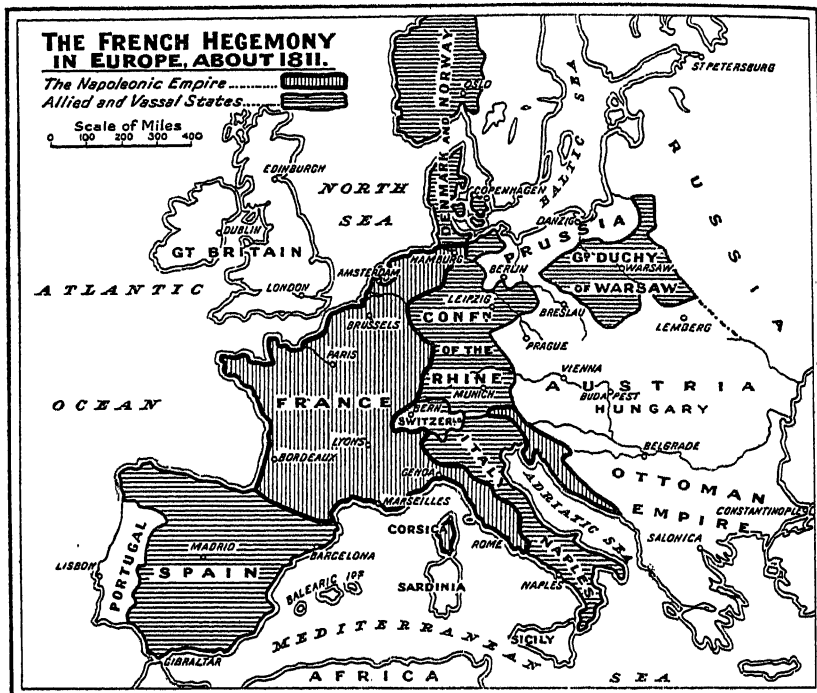 THE FRENCH HEGEMONY
IN EUROPE, ABOUT 1811.
The Napoleonic Empire
Allied and Vassal States
Scale of Miles
0 100 200 300 400
ST PETERSBURG
OSLO
DENMARK AND NORWAY
BALTIC SEA
RUSSIA
EDINBURGH
NORTH
SEA
COPENHAGEN
DANZIG
DUBLIN
GT BRITAIN
PRUSSIA
HAMBURG
BERLIN
GD DUCHY
WARSAW
OF WARSAW
AMSTERDAM
ATLANTIC
LONDON
LEIPZIG
BRESLAU
BRUSSELS
CONFN
LEMBERG
PRAGUE
PARIS
OF THE
RHINE
VIENNA
AUSTRIA
MUNICH
BUDAPEST
HUNGARY
OCEAN
FRANCE
BERN
SWITZERLD
LYONS
ITALY
BELGRADE
BORDEAUX
GENOA
OTTOMAN
EMPIRE
ADRIATIC SEA
CONSTANTINOPLE
MARSEILLES
CORSICA
SALONICA
ROME
PORTUGAL
MADRID
BARCELONA
LISBON
SPAIN
NAPLES
NAPLES
BALEARIC IES
SARDINIA
MEDITERRANEAN
SICILY
GIBRALTAR
AFRICA
SEA